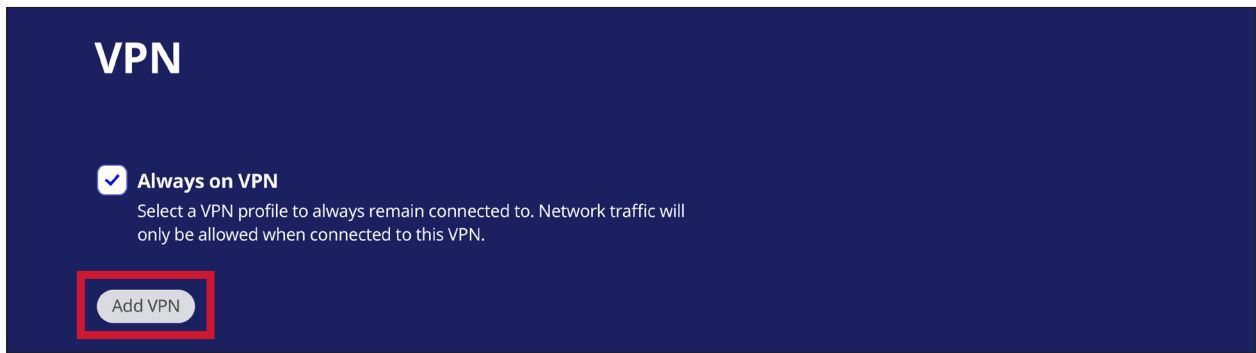 VPN
Always on VPN
Select a VPN profile to always remain connected to. Network traffic will
only be allowed when connected to this VPN.
Add VPN